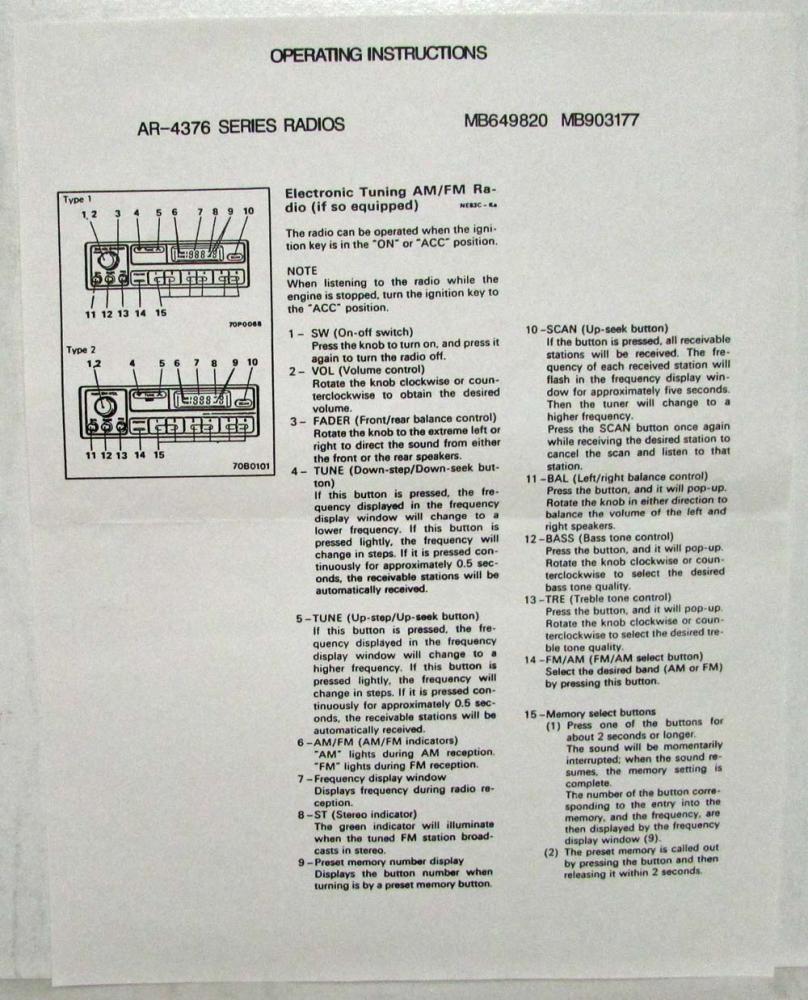 OPERATING INSTRUCTIONS
AR-4376 SERIES RADIOS
MB649820 MB903177
Type 1
1, 2 3 4 5 6 7 8 9 10
11 12 13 14 15
70P0068
Type 2
1,2 4 5 6 7 8 9 10
11 12 13 14 15
70B0101
Electronic Tuning AM/FM Ra-
dio (if so equipped)
The radio can be operated when the igni-
tion key is in the "ON" or "ACC" position.
NOTE
When listening to the radio while the
engine is stopped, turn the ignition key to
the "ACC" position.
1 – SW (On-off switch)
Press the knob to turn on, and press it
again to turn the radio off.
2 – VOL (Volume control)
Rotate the knob clockwise or coun-
terclockwise to obtain the desired
volume.
3 – FADER (Front/rear balance control)
Rotate the knob to the extreme left or
right to direct the sound from either
the front or the rear speakers.
4 – TUNE (Down-step/Down-seek but-
ton)
If this button is pressed, the fre-
quency displayed in the frequency
display window will change to a
lower frequency. If this button is
pressed lightly, the frequency will
change in steps. If it is pressed con-
tinuously for approximately 0.5 sec-
onds, the receivable stations will be
automatically received.
5 – TUNE (Up-step/Up-seek button)
If this button is pressed, the fre-
quency displayed in the frequency
display window will change to a
higher frequency. If this button is
pressed lightly, the frequency will
change in steps. If it is pressed con-
tinuously for approximately 0.5 sec-
onds, the receivable stations will be
automatically received.
6 – AM/FM (AM/FM indicators)
"AM" lights during AM reception.
"FM" lights during FM reception.
7 – Frequency display window
Displays frequency during radio re-
ception.
8 – ST (Stereo indicator)
The green indicator will illuminate
when the tuned FM station broad-
casts in stereo.
9 – Preset memory number display
Displays the button number when
turning is by a preset memory button.
10 – SCAN (Up-seek button)
If the button is pressed, all receivable
stations will be received. The fre-
quency of each received station will
flash in the frequency display win-
dow for approximately five seconds.
Then the tuner will change to a
higher frequency.
Press the SCAN button once again
while receiving the desired station to
cancel the scan and listen to that
station.
11 – BAL (Left/right balance control)
Press the button, and it will pop-up.
Rotate the knob in either direction to
balance the volume of the left and
right speakers.
12 – BASS (Bass tone control)
Press the button, and it will pop-up.
Rotate the knob clockwise or coun-
terclockwise to select the desired
bass tone quality.
13 – TRE (Treble tone control)
Press the button, and it will pop-up.
Rotate the knob clockwise or coun-
terclockwise to select the desired tre-
ble tone quality.
14 – FM/AM (FM/AM select button)
Select the desired band (AM or FM)
by pressing this button.
15 – Memory select buttons
(1) Press one of the buttons for
about 2 seconds or longer.
The sound will be momentarily
interrupted; when the sound re-
sumes, the memory setting is
complete.
The number of the button corre-
sponding to the entry into the
memory, and the frequency, are
then displayed by the frequency
display window (9).
(2) The preset memory is called out
by pressing the button and then
releasing it within 2 seconds.